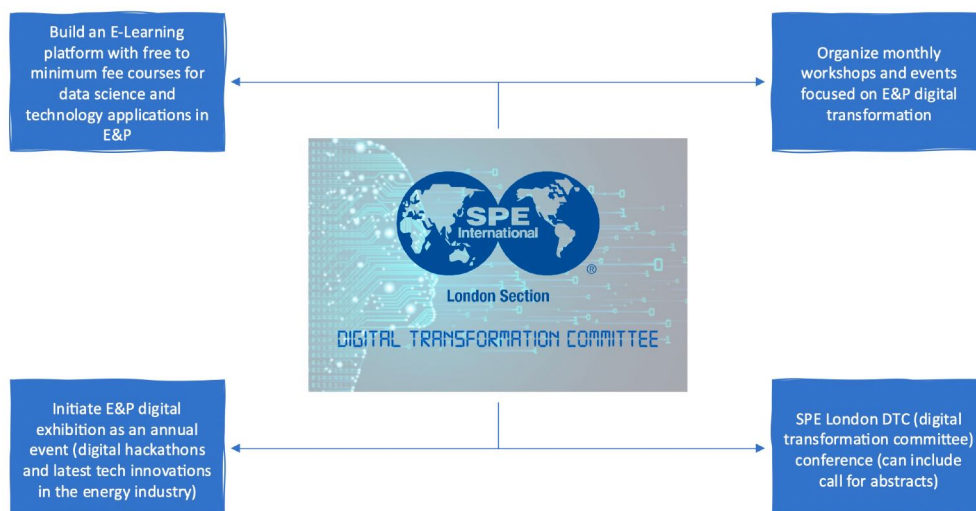 Build an E-Learning
platform with free to
minimum fee courses for
data science and
technology applications in
E&P
Organize monthly
workshops and events
focused on E&P digital
transformation
SPE
International
®
London Section
DIGITAL TRANSFORMATION COMMITTEE
Initiate E&P digital
exhibition as an annual
event (digital hackathons
and latest tech innovations
in the energy industry)
SPE London DTC (digital
transformation committee)
conference (can include
call for abstracts)